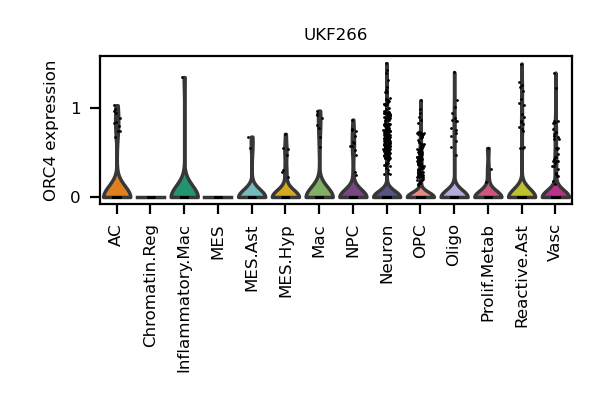 UKF266
ORC4 expression
1
0
AC
Chromatin.Reg
Inflammatory.Mac
MES
MES.Ast
MES.Hyp
Mac
NPC
Neuron
OPC
Oligo
Prolif.Metab
Reactive.Ast
Vasc